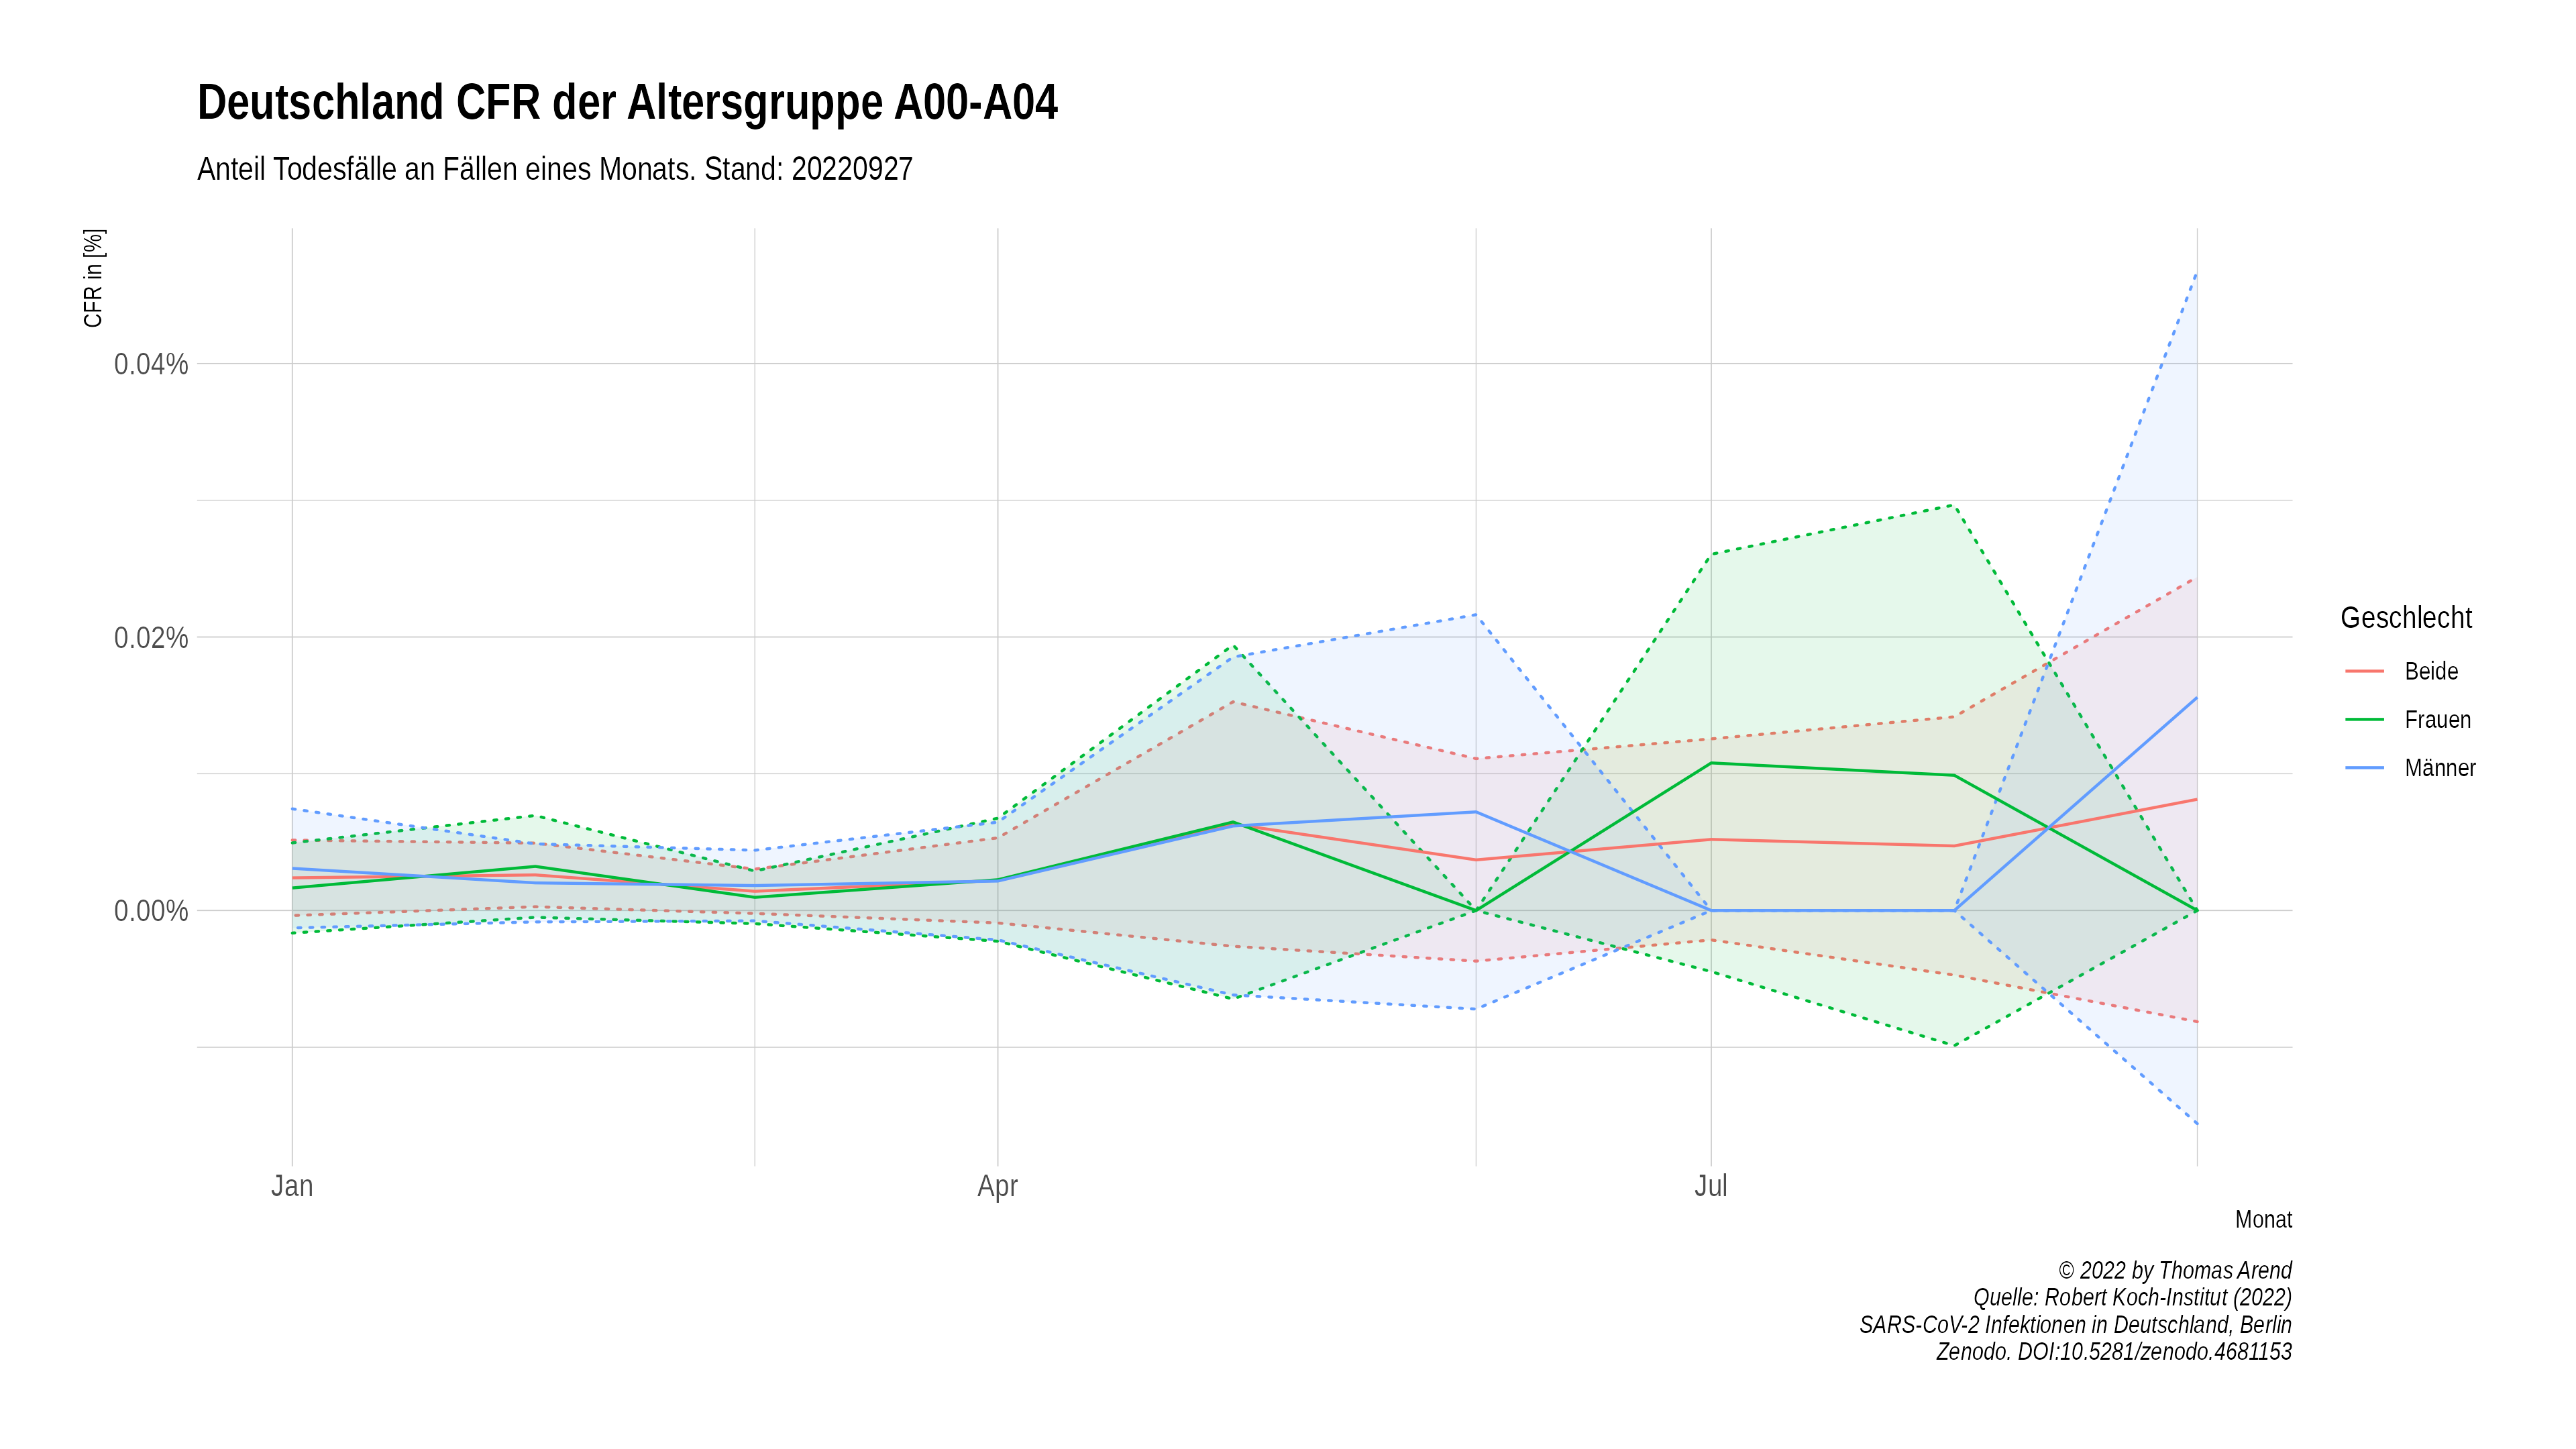 Deutschland CFR der Altersgruppe A00-A04
Anteil Todesfälle an Fällen eines Monats. Stand: 20220927
CFR in [%]
0.04%
0.02%
0.00%
Jan
Apr
Jul
Monat
Geschlecht
Beide
Frauen
Männer
© 2022 by Thomas Arend
Quelle: Robert Koch-Institut (2022)
SARS-CoV-2 Infektionen in Deutschland, Berlin
Zenodo. DOI:10.5281/zenodo.4681153